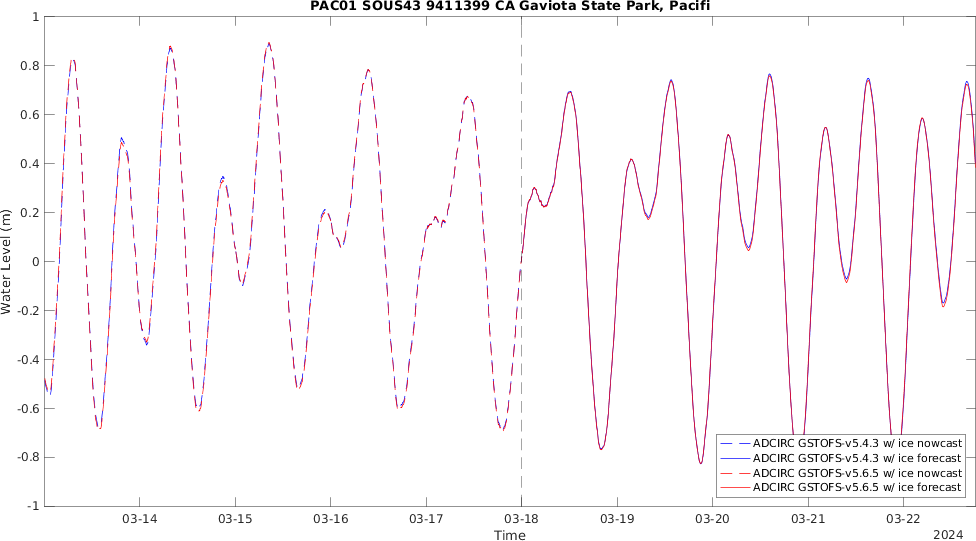 PAC01 SOUS43 9411399 CA Gaviota State Park, Pacifi
1
0.8
0.6
0.4
0.2
0
-0.2
-0.4
-0.6
-0.8
-1
Water Level (m)
ADCIRC GSTOFS-v5.4.3 w/ ice nowcast
ADCIRC GSTOFS-v5.4.3 w/ ice forecast
ADCIRC GSTOFS-v5.6.5 w/ ice nowcast
ADCIRC GSTOFS-v5.6.5 w/ ice forecast
03-14 03-15 03-16 03-17 03-18 03-19 03-20 03-21 03-22
Time
2024